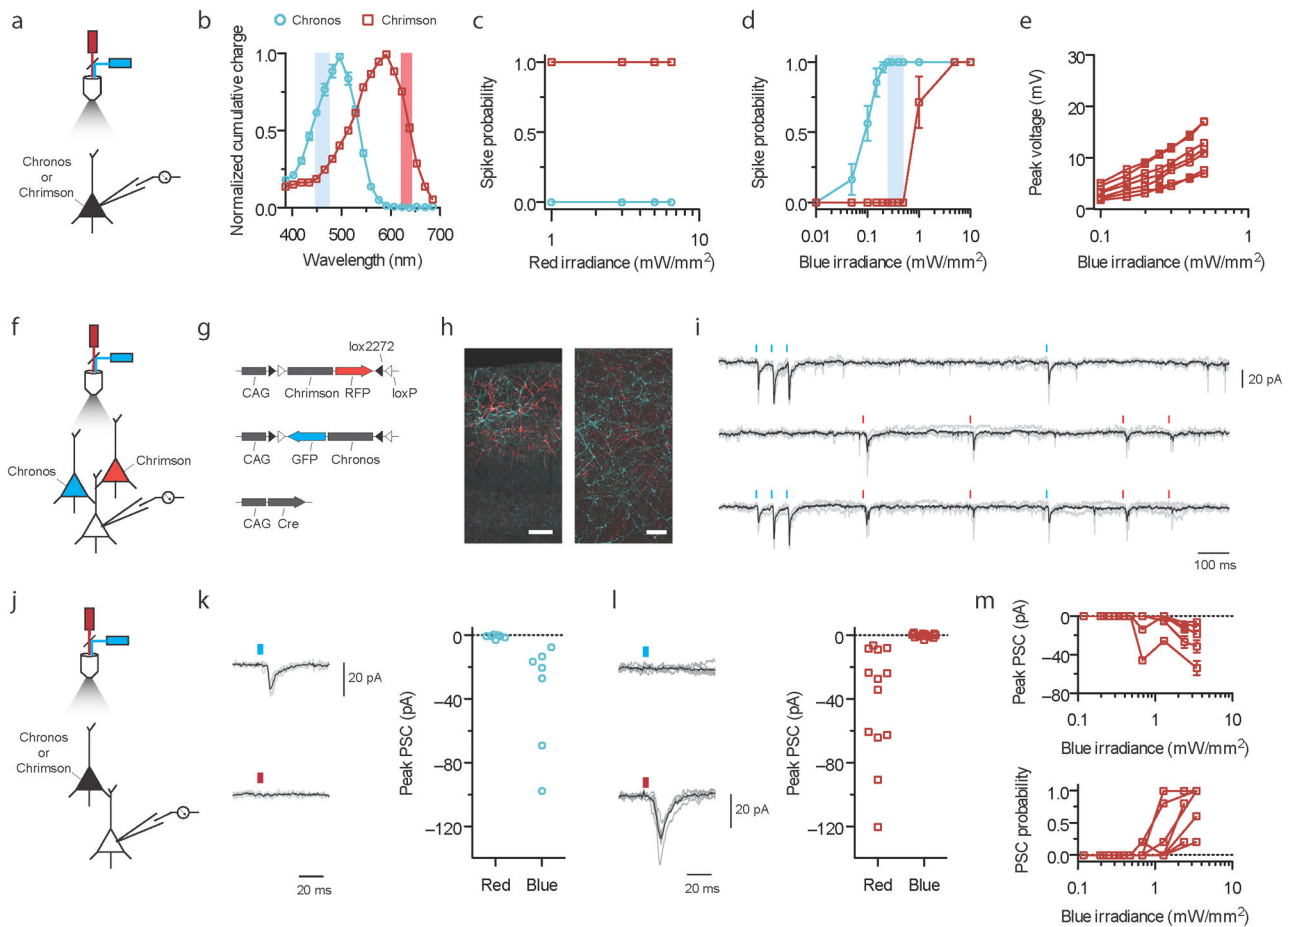 a
Chronos
or
Chrimson
b
Chronos
Chrimson
Normalized cumulative charge
1.0
0.5
0.0
400
500
600
700
Wavelength (nm)
c
Spike probability
1.0
0.5
0.0
1
10
Red irradiance (mW/mm2)
d
Spike probability
1.0
0.5
0.0
0.01
0.1
1
10
Blue irradiance (mW/mm2)
e
Peak voltage (mV)
30
20
10
0
0.1
1
Blue irradiance (mW/mm2)
f
Chronos
Chrimson
g
lox2272
CAG
Chrimson
RFP
loxP
CAG
GFP
Chronos
CAG
Cre
h
i
20 pA
100 ms
j
Chronos
or
Chrimson
k
20 pA
20 ms
Peak PSC (pA)
0
−40
−80
−120
Red
Blue
l
20 pA
20 ms
Peak PSC (pA)
0
−40
−80
−120
Red
Blue
m
Peak PSC (pA)
0
−40
−80
0.1
1
10
Blue irradiance (mW/mm2)
PSC probability
1.0
0.5
0.0
0.1
1
10
Blue irradiance (mW/mm2)